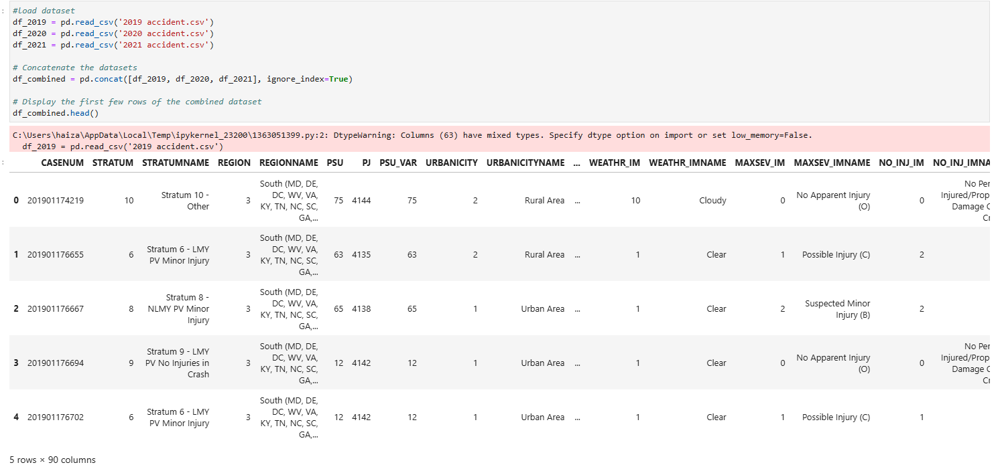 #load dataset
df_2019 = pd.read_csv('2019 accident.csv')
df_2020 = pd.read_csv('2020 accident.csv')
df_2021 = pd.read_csv('2021 accident.csv')
# Concatenate the datasets
df_combined = pd.concat([df_2019, df_2020, df_2021], ignore_index=True)
# Display the first few rows of the combined dataset
df_combined.head()
C:\Users\haiza\AppData\Local\Temp\ipykernel_23200\1363051399.py:2: DtypeWarning: Columns (63) have mixed types. Specify dtype option on import or set low_memory=False.
df_2019 = pd.read_csv('2019 accident.csv')
CASENUM STRATUM STRATUMNAME REGION REGIONNAME PSU PJ PSU_VAR URBANICITY URBANICITYNAME ... WEATHR_IM WEATHR_IMNAME MAXSEV_IM MAXSEV_IMNAME NO_INJ_IM NO_INJ_IMNA
South (MD, DE, No Per
Stratum 10 - DC, WV, VA, No Apparent Injury Injured/Prop
0 201901174219 10 3 75 4144 75 2 Rural Area ... 10 Cloudy 0 0
Other KY, TN, NC, SC, (O) Damage
GA,... Cr
South (MD, DE,
Stratum 6 - LMY DC, WV, VA,
1 201901176655 6 3 63 4135 63 2 Rural Area ... 1 Clear 1 Possible Injury (C) 2
PV Minor Injury KY, TN, NC, SC,
GA,...
South (MD, DE,
Stratum 8 - DC, WV, VA, Suspected Minor
2 201901176667 8 NLMY PV Minor 3 65 4138 65 1 Urban Area ... 1 Clear 2 2
Injury KY, TN, NC, SC, Injury (B)
GA,...
South (MD, DE, No Per
Stratum 9 - LMY DC, WV, VA, No Apparent Injury Injured/Prop
3 201901176694 9 PV No Injuries in 3 12 4142 12 1 Urban Area ... 1 Clear 0 0
Crash KY, TN, NC, SC, (O) Damage
GA,... Cr
South (MD, DE,
Stratum 6 - LMY DC, WV, VA,
4 201901176702 6 3 12 4142 12 1 Urban Area ... 1 Clear 1 Possible Injury (C) 1
PV Minor Injury KY, TN, NC, SC,
GA,...
5 rows × 90 columns